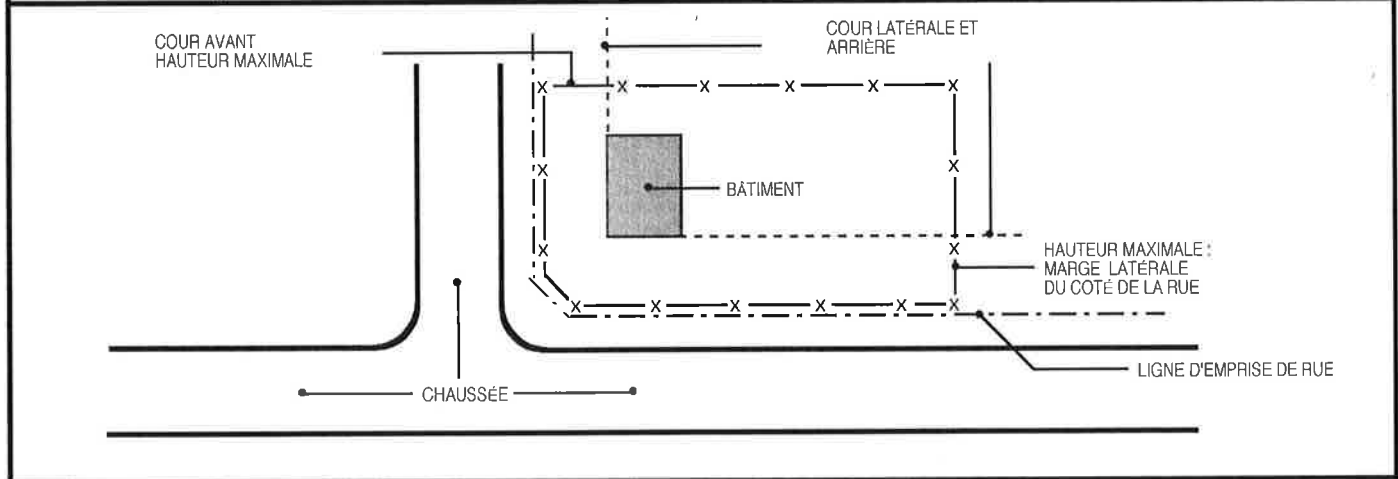 COUR AVANT
HAUTEUR MAXIMALE
COUR LATÉRALE ET
ARRIÈRE
BÂTIMENT
HAUTEUR MAXIMALE :
MARGE LATÉRALE
DU COTÉ DE LA RUE
LIGNE D'EMPRISE DE RUE
CHAUSSÉE